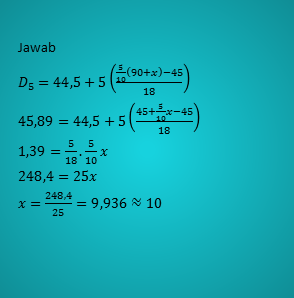 Jawab
D₅ = 44,5 + 5 ( (5/10 (90+x) − 45) / 18 )
45,89 = 44,5 + 5 ( (45 + 5/10 x − 45) / 18 )
1,39 = 5/18 . 5/10 x
248,4 = 25x
x = 248,4/25 = 9,936 ≈ 10